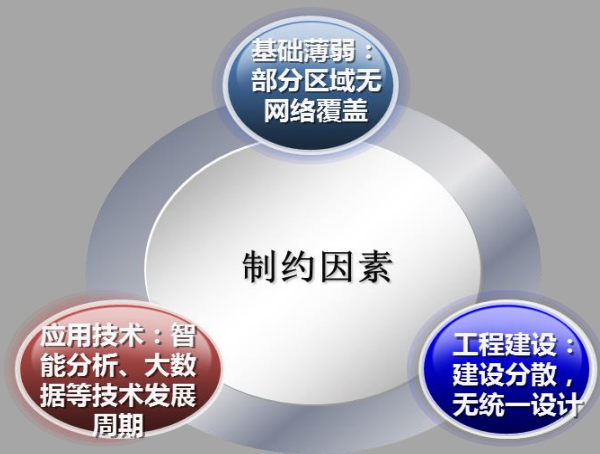 基础薄弱：
部分区域无
网络覆盖
制约因素
应用技术：智
能分析、大数
据等技术发展
周期
工程建设：
建设分散，
无统一设计